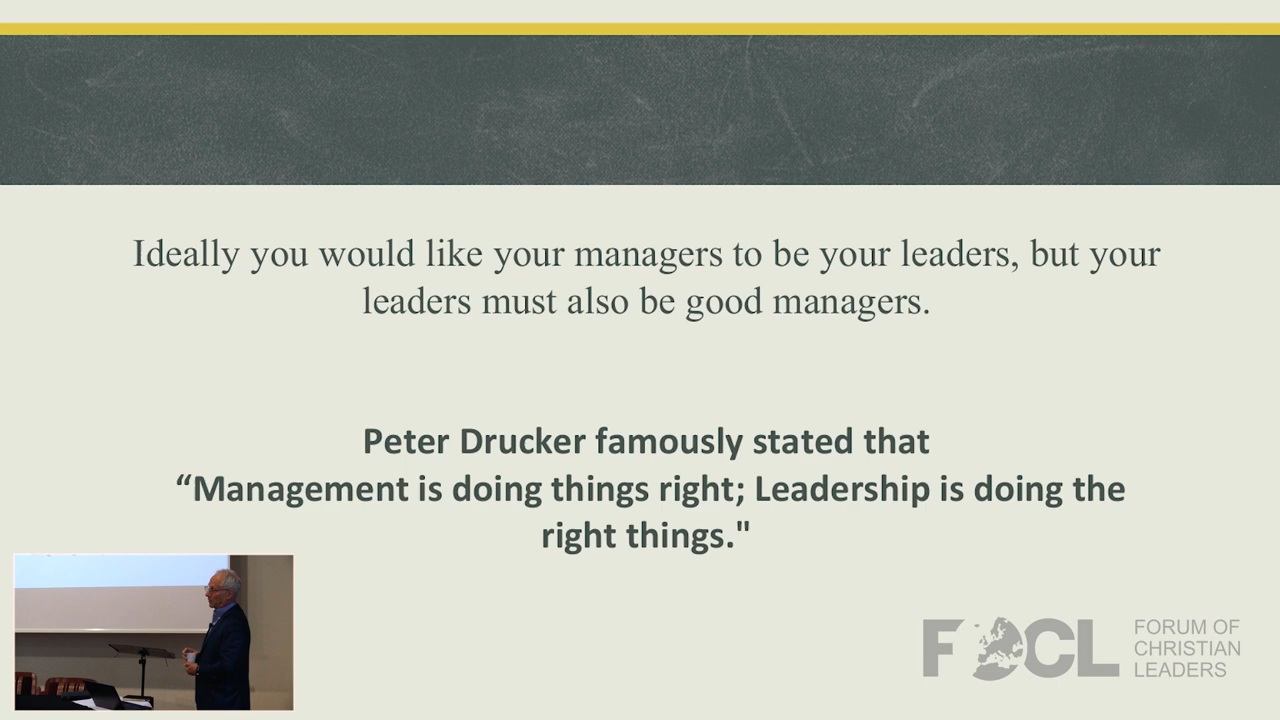 Ideally you would like your managers to be your leaders, but your
leaders must also be good managers.
Peter Drucker famously stated that
“Management is doing things right; Leadership is doing the
right things."
FOCL
FORUM OF
CHRISTIAN
LEADERS